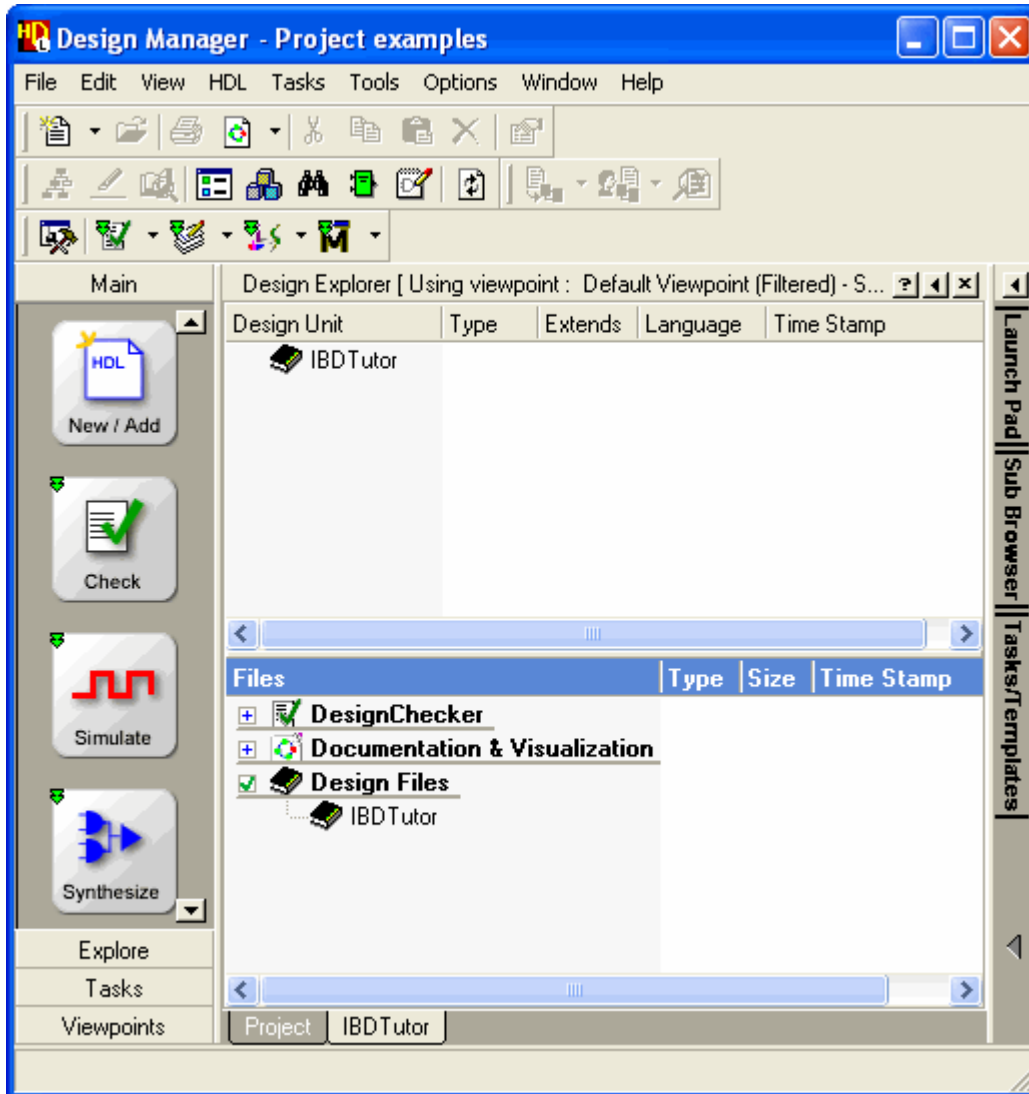 Design Manager - Project examples
File Edit View HDL Tasks Tools Options Window Help
Main
HDL
New / Add
Check
Simulate
Synthesize
Explore
Tasks
Viewpoints
Design Explorer [ Using viewpoint : Default Viewpoint (Filtered) - S...
Design Unit Type Extends Language Time Stamp
IBDTutor
Files Type Size Time Stamp
DesignChecker
Documentation & Visualization
Design Files
IBDTutor
Project IBDTutor
Launch Pad
Sub Browser
Tasks/Templates